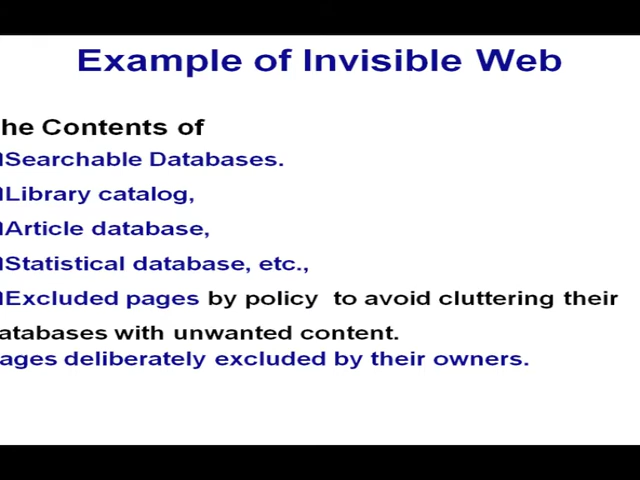 Example of Invisible Web
he Contents of
Searchable Databases.
Library catalog,
Article database,
Statistical database, etc.,
Excluded pages by policy to avoid cluttering their
atabases with unwanted content.
ages deliberately excluded by their owners.